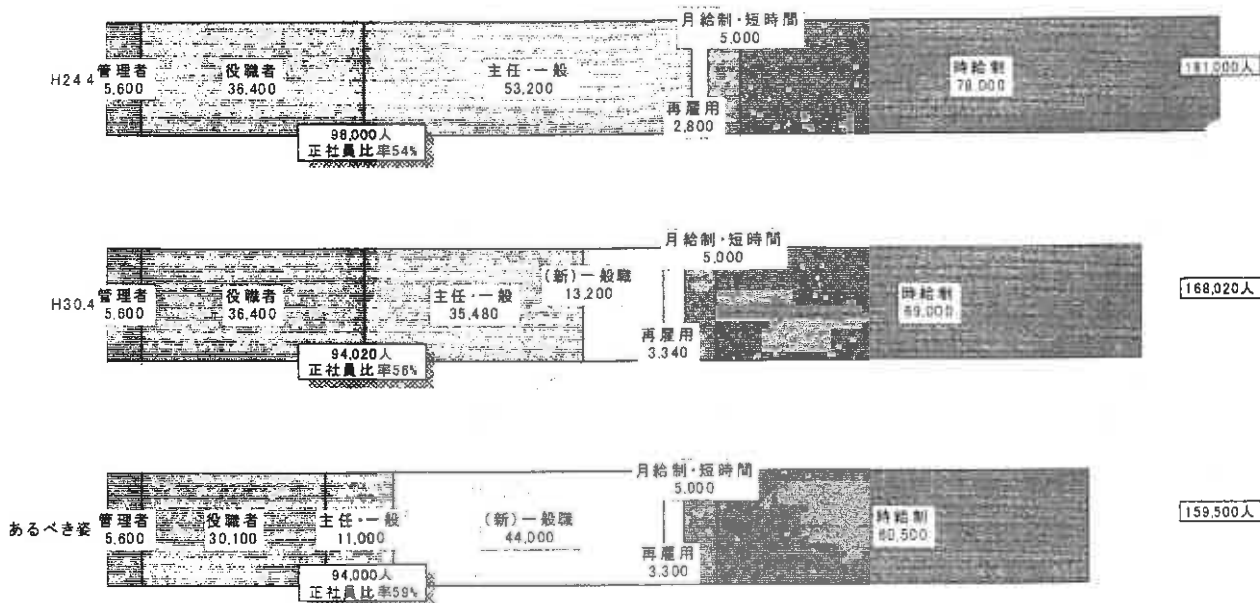 月給制・短時間
5,000
H24.4
管理者
5,600
役職者
36,400
主任・一般
53,200
再雇用
2,800
時給制
78,000
181,000人
98,000人
正社員比率54%
月給制・短時間
5,000
H30.4
管理者
5,600
役職者
36,400
主任・一般
35,480
(新)一般職
13,200
再雇用
3,340
時給制
69,000
168,020人
94,020人
正社員比率56%
月給制・短時間
5,000
あるべき姿
管理者
5,600
役職者
30,100
主任・一般
11,000
(新)一般職
44,000
再雇用
3,300
時給制
60,500
159,500人
94,000人
正社員比率59%